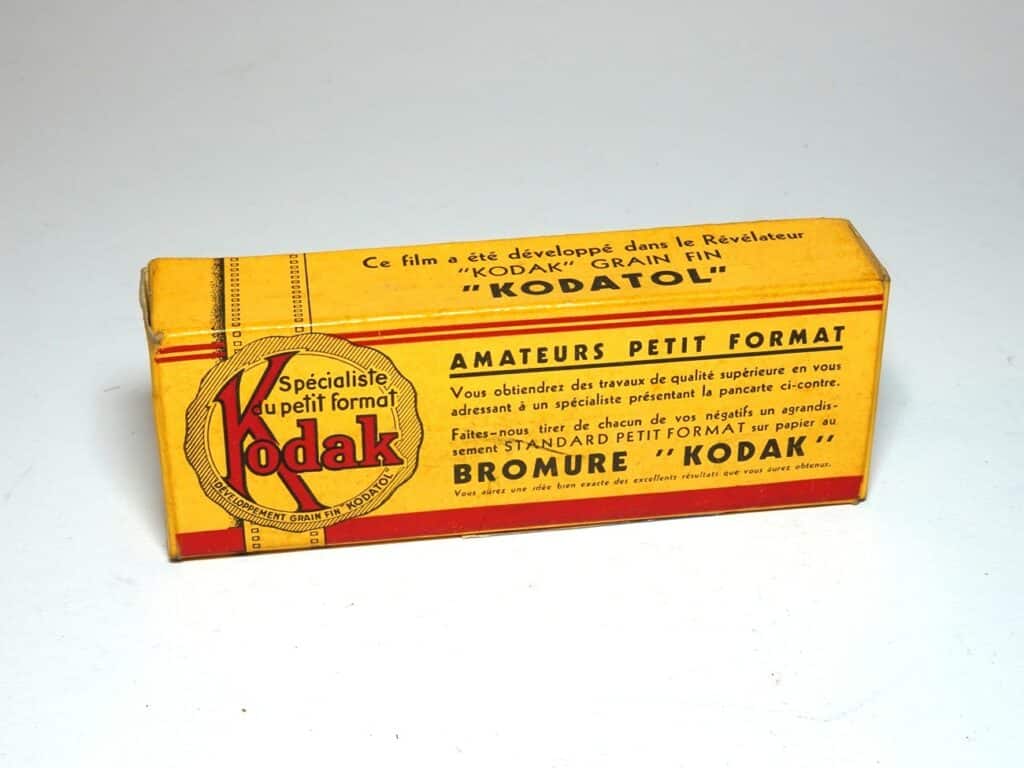 Ce film a été développé dans le Révélateur
"KODAK" GRAIN FIN
"KODATOL"
Spécialiste
du petit format
Kodak
DÉVELOPPEMENT GRAIN FIN "KODATOL"
AMATEURS PETIT FORMAT
Vous obtiendrez des travaux de qualité supérieure en vous
adressant à un spécialiste présentant la pancarte ci-contre.
Faites-nous tirer de chacun de vos négatifs un agrandis-
sement STANDARD PETIT FORMAT sur papier au
BROMURE "KODAK"
Vous aurez une idée bien exacte des excellents résultats que vous aurez obtenus.